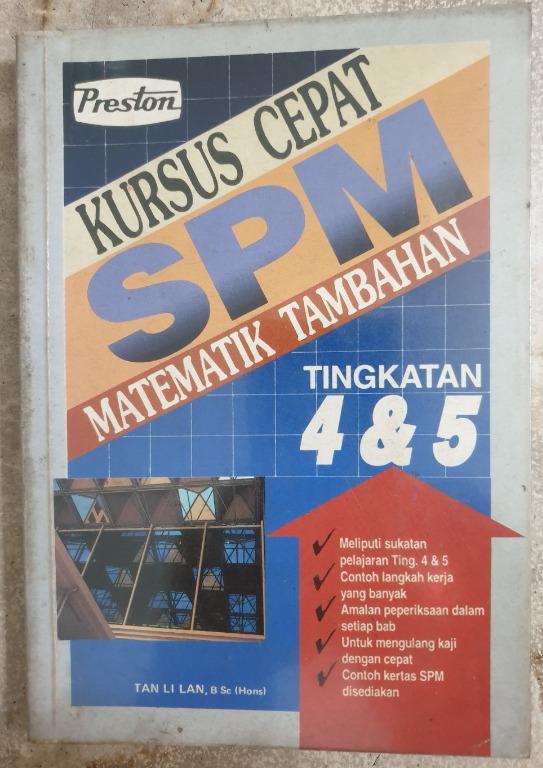 Preston
KURSUS CEPAT
SPM
MATEMATIK TAMBAHAN
TINGKATAN
4 & 5
Meliputi sukatan
pelajaran Ting. 4 & 5
Contoh langkah kerja
yang banyak
Amalan peperiksaan dalam
setiap bab
Untuk mengulang kaji
dengan cepat
Contoh kertas SPM
disediakan
TAN LI LAN, B Sc (Hons)